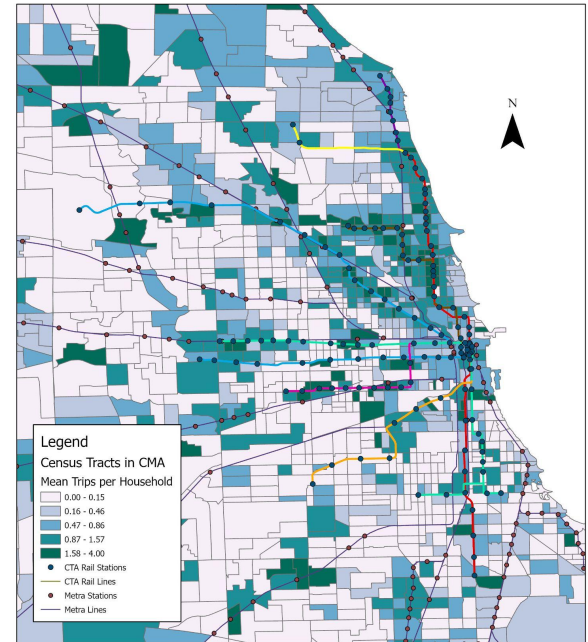 N
Legend
Census Tracts in CMA
Mean Trips per Household
0.00 - 0.15
0.16 - 0.46
0.47 - 0.86
0.87 - 1.57
1.58 - 4.00
CTA Rail Stations
CTA Rail Lines
Metra Stations
Metra Lines